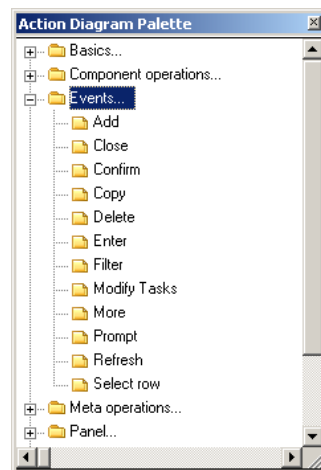 Action Diagram Palette
Basics...
Component operations...
Events...
Add
Close
Confirm
Copy
Delete
Enter
Filter
Modify Tasks
More
Prompt
Refresh
Select row
Meta operations...
Panel...